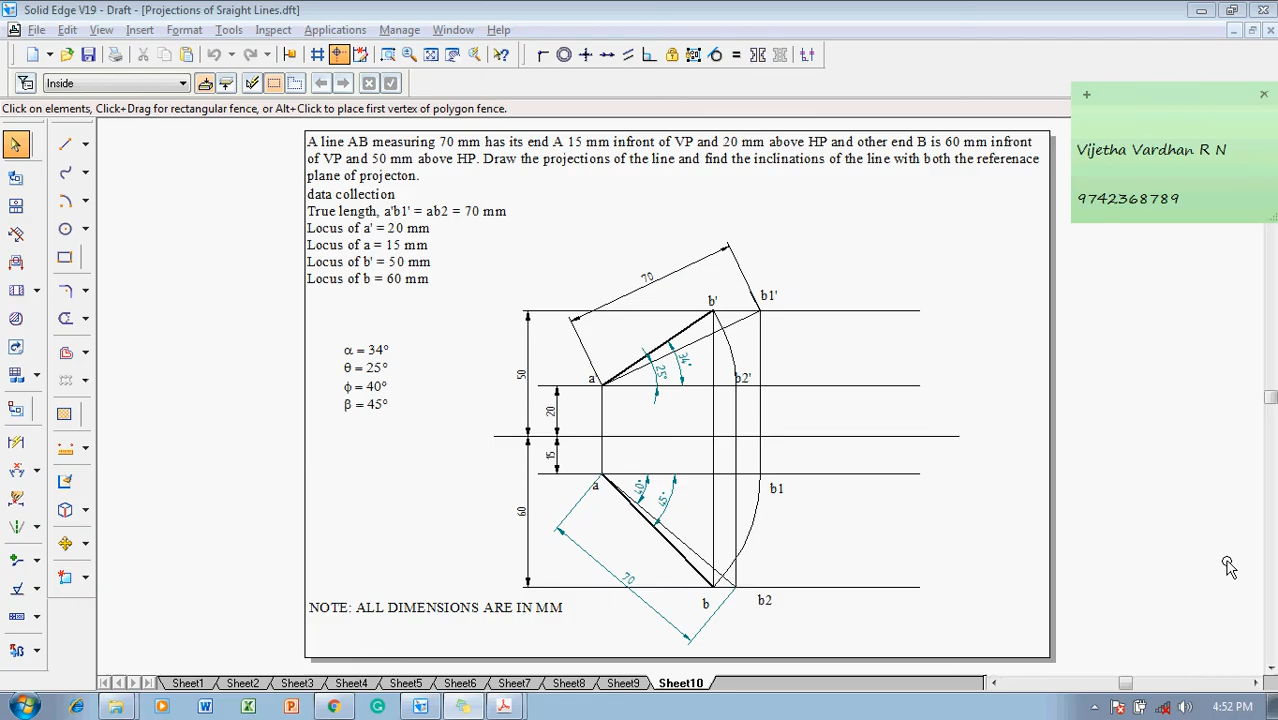 Solid Edge V19 - Draft - [Projections of Sraight Lines.dft]
File Edit View Insert Format Tools Inspect Applications Manage Window Help
Inside
Click on elements, Click+Drag for rectangular fence, or Alt+Click to place first vertex of polygon fence.
Vijetha Vardhan R N
9742368789
A line AB measuring 70 mm has its end A 15 mm infront of VP and 20 mm above HP and other end B is 60 mm infront
of VP and 50 mm above HP. Draw the projections of the line and find the inclinations of the line with both the referenace
plane of projecton.
data collection
True length, a'b1' = ab2 = 70 mm
Locus of a' = 20 mm
Locus of a = 15 mm
Locus of b' = 50 mm
Locus of b = 60 mm
70
b'
b1'
α = 34°
θ = 25°
ϕ = 40°
β = 45°
50
a'
25°
34°
b2'
20
15
a
40°
45°
b1
60
70
b
b2
NOTE: ALL DIMENSIONS ARE IN MM
Sheet1 Sheet2 Sheet3 Sheet4 Sheet5 Sheet6 Sheet7 Sheet8 Sheet9 Sheet10
4:52 PM